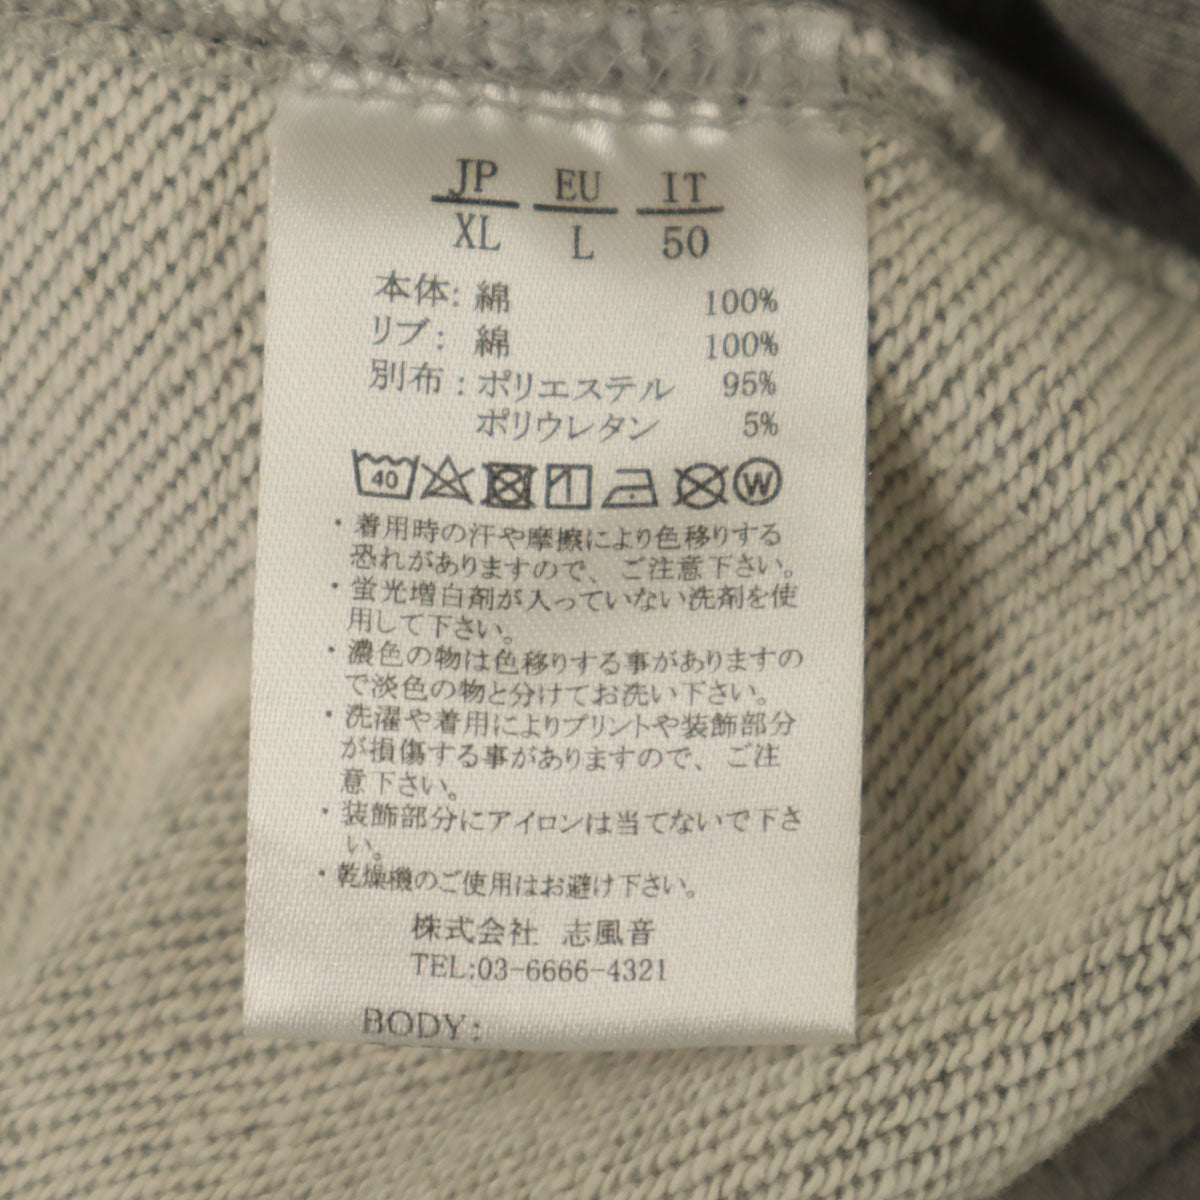 JP EU IT
XL L 50
本体：綿 100%
リブ：綿 100%
別布：ポリエステル 95%
ポリウレタン 5%
40 W
・着用時の汗や摩擦により色移りする
恐れがありますので、ご注意下さい。
・蛍光増白剤が入っていない洗剤を使
用して下さい。
・濃色の物は色移りする事がありますの
で淡色の物と分けてお洗い下さい。
・洗濯や着用によりプリントや装飾部分
が損傷する事がありますので、ご注
意下さい。
・装飾部分にアイロンは当てないで下さ
い。
・乾燥機のご使用はお避け下さい。
株式会社 志風音
TEL:03-6666-4321
BODY: